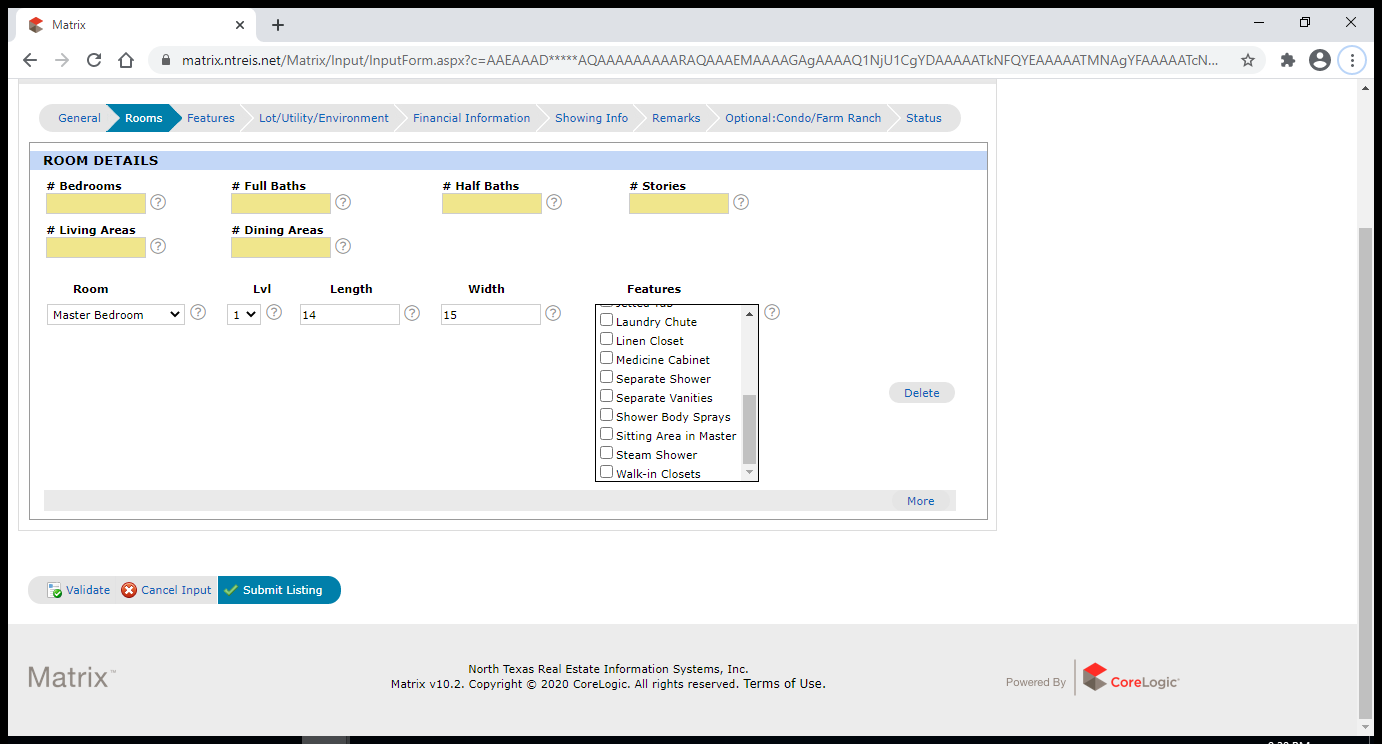 Matrix
matrix.ntreis.net/Matrix/Input/InputForm.aspx?c=AAEAAAD*****AQAAAAAAAAARAQAAAEMAAAAGAgAAAAQ1NjU1CgYDAAAAATkNFQYEAAAAATMNAgYFAAAAATcN...
General Rooms Features Lot/Utility/Environment Financial Information Showing Info Remarks Optional:Condo/Farm Ranch Status
ROOM DETAILS
# Bedrooms # Full Baths # Half Baths # Stories
? ? ? ?
# Living Areas # Dining Areas
? ?
Room Lvl Length Width Features
Master Bedroom ? 1 ? 14 ? 15 ? ?
Jetted Tub
Laundry Chute
Linen Closet
Medicine Cabinet
Separate Shower
Separate Vanities
Shower Body Sprays
Sitting Area in Master
Steam Shower
Walk-in Closets
Delete
More
Validate Cancel Input Submit Listing
Matrix™
North Texas Real Estate Information Systems, Inc.
Matrix v10.2. Copyright © 2020 CoreLogic. All rights reserved. Terms of Use.
Powered By CoreLogic